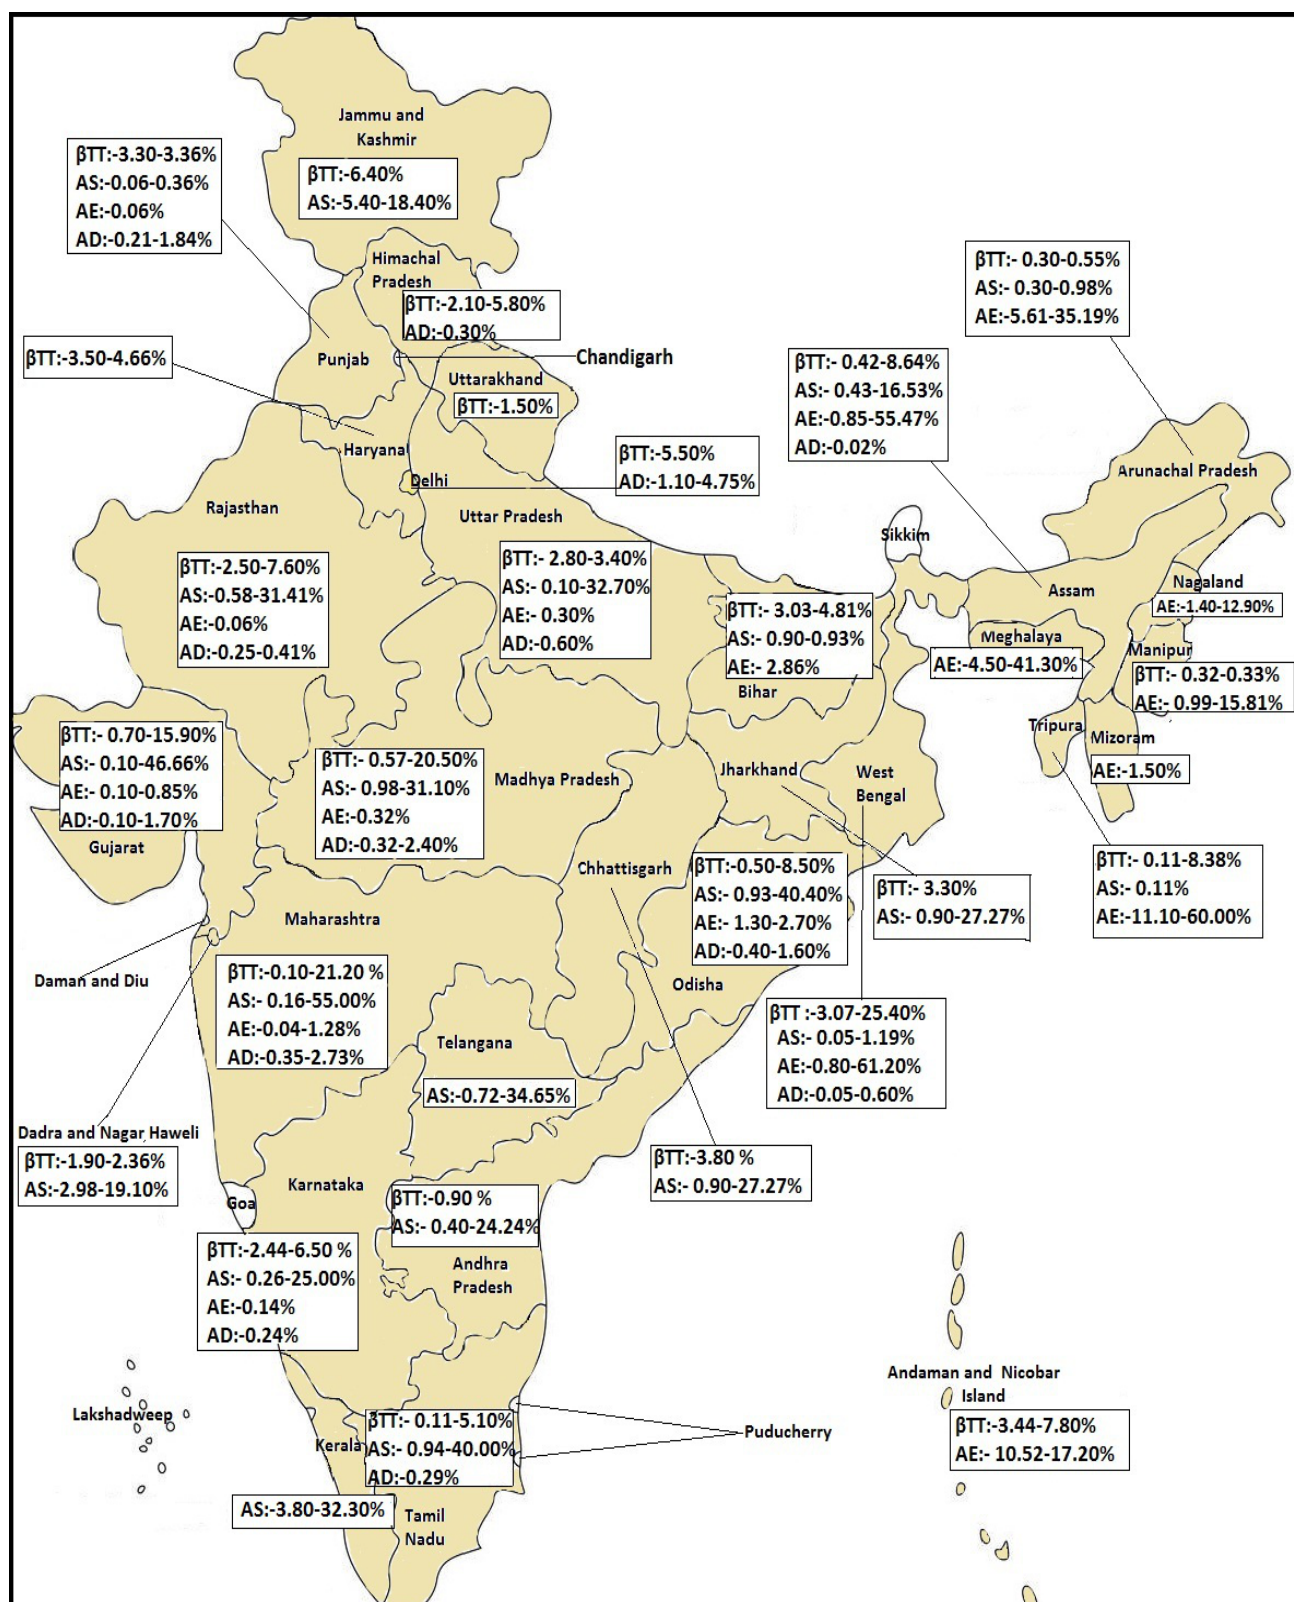 Jammu and
Kashmir
βTT:-6.40%
AS:-5.40-18.40%
βTT:-3.30-3.36%
AS:-0.06-0.36%
AE:-0.06%
AD:-0.21-1.84%
Himachal
Pradesh
βTT:-2.10-5.80%
AD:-0.30%
Punjab
Chandigarh
βTT:-3.50-4.66%
Uttarakhand
βTT:-1.50%
Haryana
Delhi
βTT:-5.50%
AD:-1.10-4.75%
βTT:- 0.30-0.55%
AS:- 0.30-0.98%
AE:-5.61-35.19%
βTT:- 0.42-8.64%
AS:- 0.43-16.53%
AE:-0.85-55.47%
AD:-0.02%
Arunachal Pradesh
Rajasthan
βTT:-2.50-7.60%
AS:-0.58-31.41%
AE:-0.06%
AD:-0.25-0.41%
Uttar Pradesh
βTT:- 2.80-3.40%
AS:- 0.10-32.70%
AE:- 0.30%
AD:-0.60%
Sikkim
Assam
Nagaland
AE:-1.40-12.90%
Meghalaya
AE:-4.50-41.30%
Manipur
βTT:- 0.32-0.33%
AE:- 0.99-15.81%
βTT:- 3.03-4.81%
AS:- 0.90-0.93%
AE:- 2.86%
Bihar
Tripura
Mizoram
AE:-1.50%
βTT:- 0.70-15.90%
AS:- 0.10-46.66%
AE:- 0.10-0.85%
AD:-0.10-1.70%
Gujarat
βTT:- 0.57-20.50%
AS:- 0.98-31.10%
AE:-0.32%
AD:-0.32-2.40%
Madhya Pradesh
Jharkhand
West
Bengal
βTT:- 0.11-8.38%
AS:- 0.11%
AE:-11.10-60.00%
Chhattisgarh
βTT:-0.50-8.50%
AS:- 0.93-40.40%
AE:- 1.30-2.70%
AD:-0.40-1.60%
βTT:- 3.30%
AS:- 0.90-27.27%
Maharashtra
Daman and Diu
βTT:-0.10-21.20 %
AS:- 0.16-55.00%
AE:-0.04-1.28%
AD:-0.35-2.73%
Odisha
βTT :-3.07-25.40%
AS:- 0.05-1.19%
AE:-0.80-61.20%
AD:-0.05-0.60%
Telangana
AS:-0.72-34.65%
Dadra and Nagar Haweli
βTT:-1.90-2.36%
AS:-2.98-19.10%
βTT:-3.80 %
AS:- 0.90-27.27%
Goa
Karnataka
βTT:-0.90 %
AS:- 0.40-24.24%
βTT:-2.44-6.50 %
AS:- 0.26-25.00%
AE:-0.14%
AD:-0.24%
Andhra
Pradesh
Lakshadweep
Kerala
βTT:- 0.11-5.10%
AS:- 0.94-40.00%
AD:-0.29%
Puducherry
Andaman and Nicobar
Island
βTT:-3.44-7.80%
AE:- 10.52-17.20%
AS:-3.80-32.30%
Tamil
Nadu